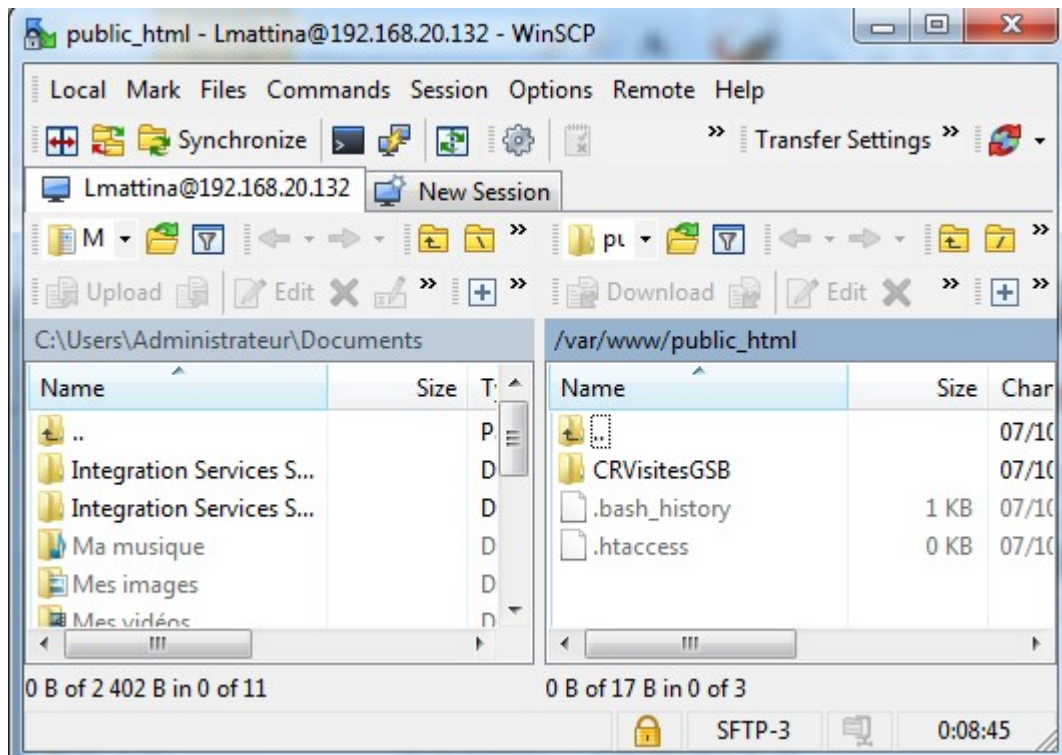 public_html - Lmattina@192.168.20.132 - WinSCP
Local Mark Files Commands Session Options Remote Help
Synchronize » Transfer Settings »
Lmattina@192.168.20.132 New Session
M » pu »
Upload Edit » » Download Edit » »
C:\Users\Administrateur\Documents /var/www/public_html
Name Size Ty Name Size Chan
.. P .. 07/10
Integration Services S... D CRVisitesGSB 07/10
Integration Services S... D .bash_history 1 KB 07/10
Ma musique D .htaccess 0 KB 07/10
Mes images D
Mes vidéos D
0 B of 2 402 B in 0 of 11 0 B of 17 B in 0 of 3
SFTP-3 0:08:45